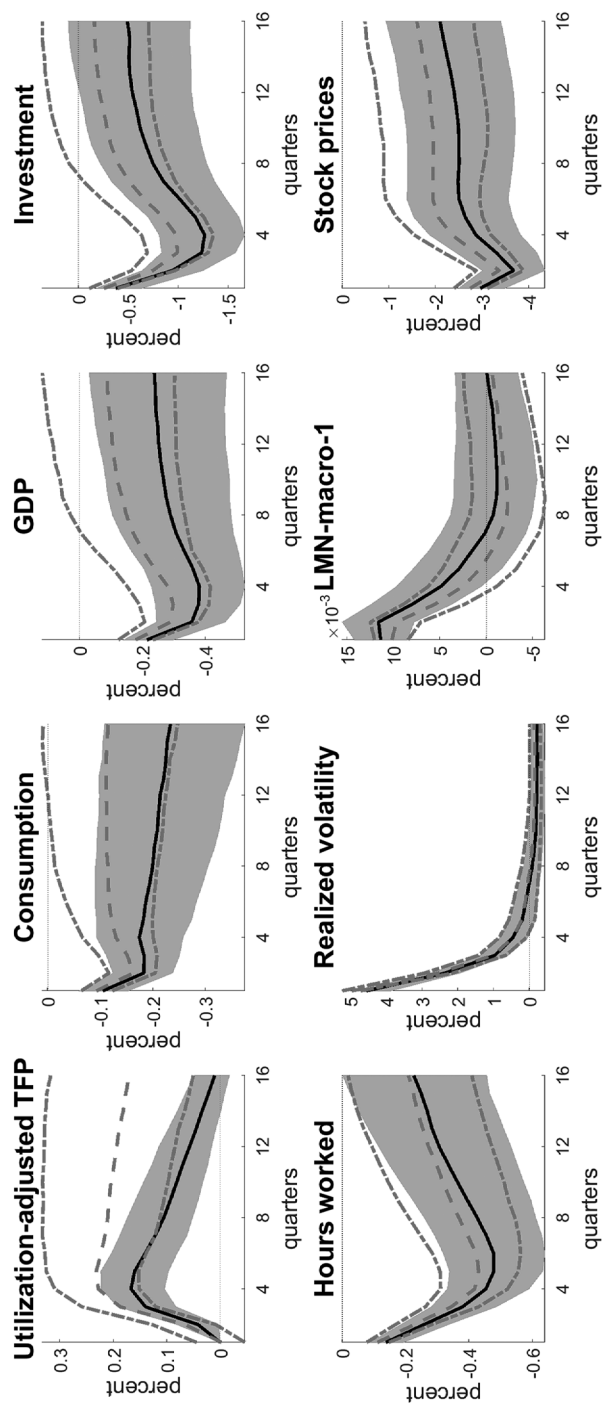 Utilization-adjusted TFP
percent
0.3
0.2
0.1
0
4
8
12
16
quarters
Consumption
percent
0
-0.1
-0.2
-0.3
4
8
12
16
quarters
GDP
percent
0
-0.2
-0.4
4
8
12
16
quarters
Investment
percent
0
-0.5
-1
-1.5
4
8
12
16
quarters
Hours worked
percent
0
-0.2
-0.4
-0.6
4
8
12
16
quarters
Realized volatility
percent
5
4
3
2
1
0
4
8
12
16
quarters
×10⁻³ LMN-macro-1
percent
15
10
5
0
-5
4
8
12
16
quarters
Stock prices
percent
0
-1
-2
-3
-4
4
8
12
16
quarters